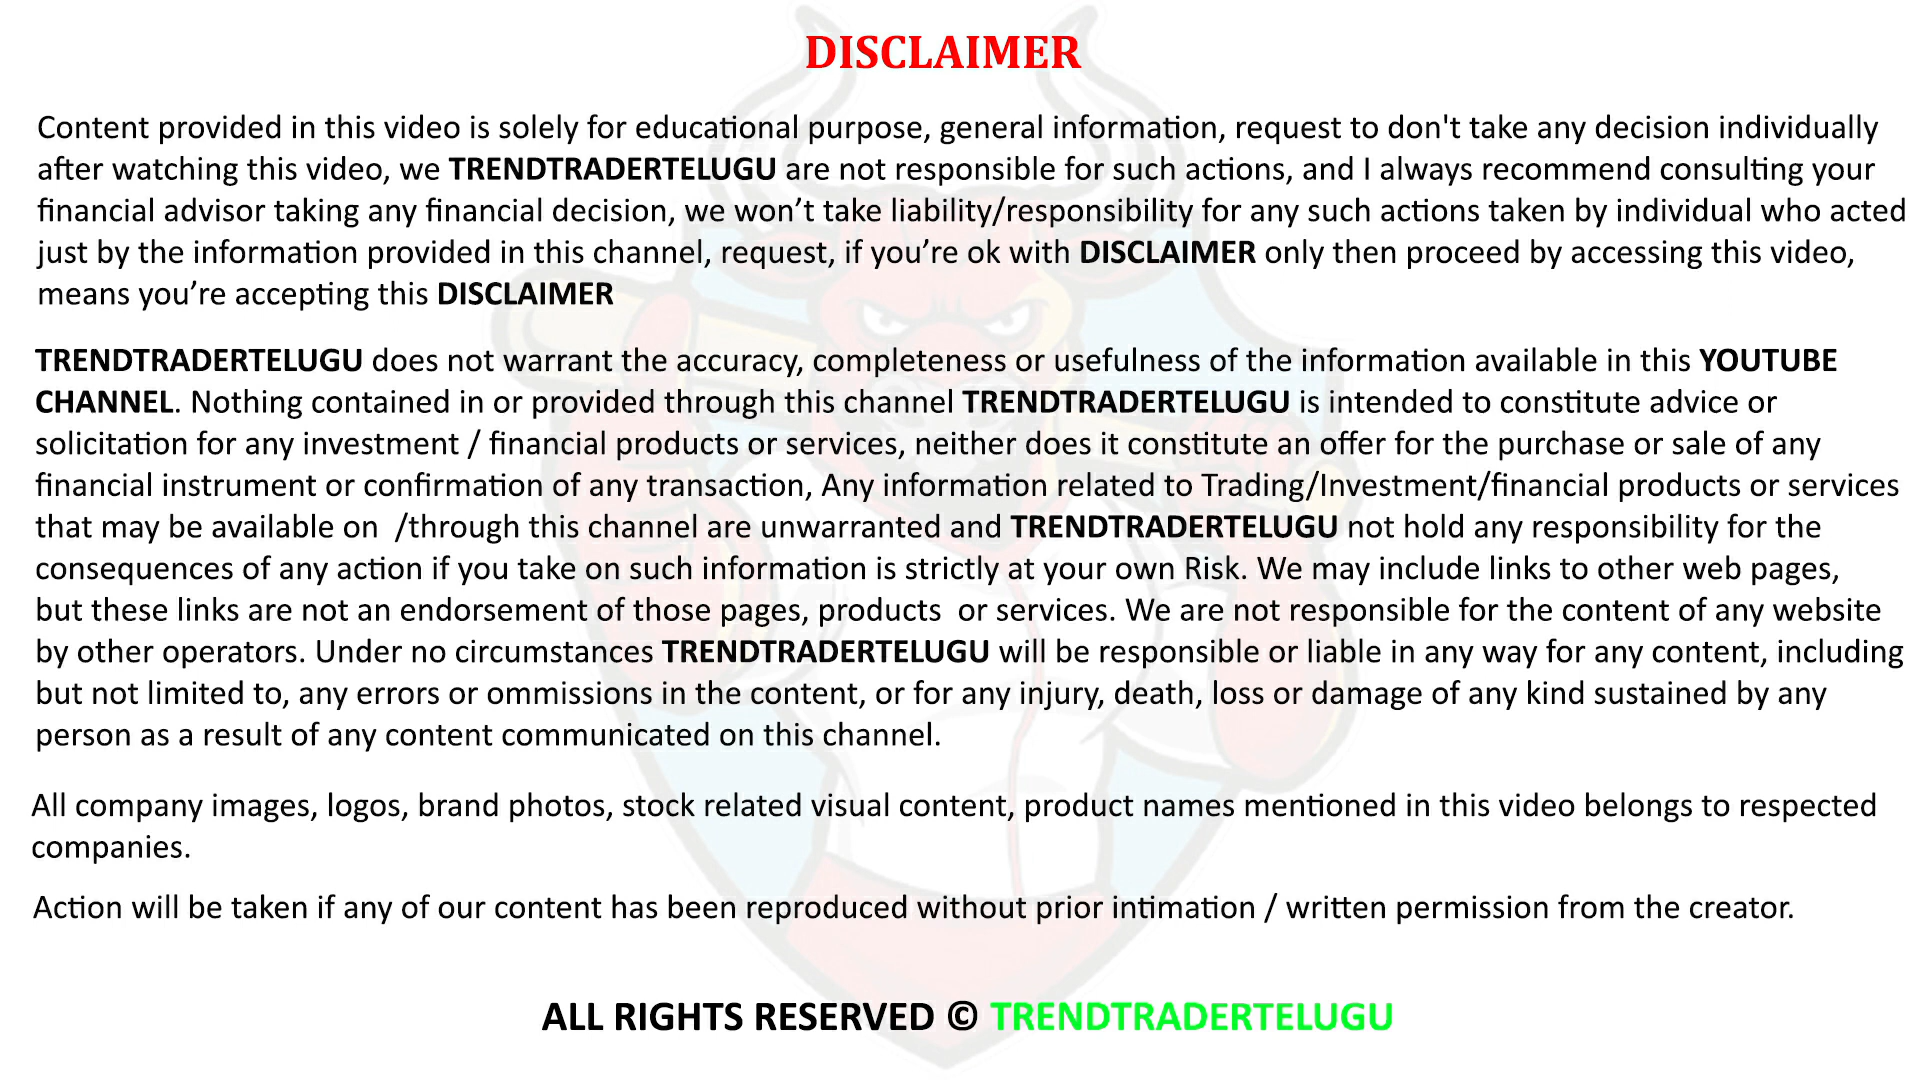 DISCLAIMER
Content provided in this video is solely for educational purpose, general information, request to don't take any decision individually
after watching this video, we TRENDTRADERTELUGU are not responsible for such actions, and I always recommend consulting your
financial advisor taking any financial decision, we won’t take liability/responsibility for any such actions taken by individual who acted
just by the information provided in this channel, request, if you’re ok with DISCLAIMER only then proceed by accessing this video,
means you’re accepting this DISCLAIMER
TRENDTRADERTELUGU does not warrant the accuracy, completeness or usefulness of the information available in this YOUTUBE
CHANNEL. Nothing contained in or provided through this channel TRENDTRADERTELUGU is intended to constitute advice or
solicitation for any investment / financial products or services, neither does it constitute an offer for the purchase or sale of any
financial instrument or confirmation of any transaction, Any information related to Trading/Investment/financial products or services
that may be available on  /through this channel are unwarranted and TRENDTRADERTELUGU not hold any responsibility for the
consequences of any action if you take on such information is strictly at your own Risk. We may include links to other web pages,
but these links are not an endorsement of those pages, products  or services. We are not responsible for the content of any website
by other operators. Under no circumstances TRENDTRADERTELUGU will be responsible or liable in any way for any content, including
but not limited to, any errors or ommissions in the content, or for any injury, death, loss or damage of any kind sustained by any
person as a result of any content communicated on this channel.
All company images, logos, brand photos, stock related visual content, product names mentioned in this video belongs to respected
companies.
Action will be taken if any of our content has been reproduced without prior intimation / written permission from the creator.
ALL RIGHTS RESERVED © TRENDTRADERTELUGU